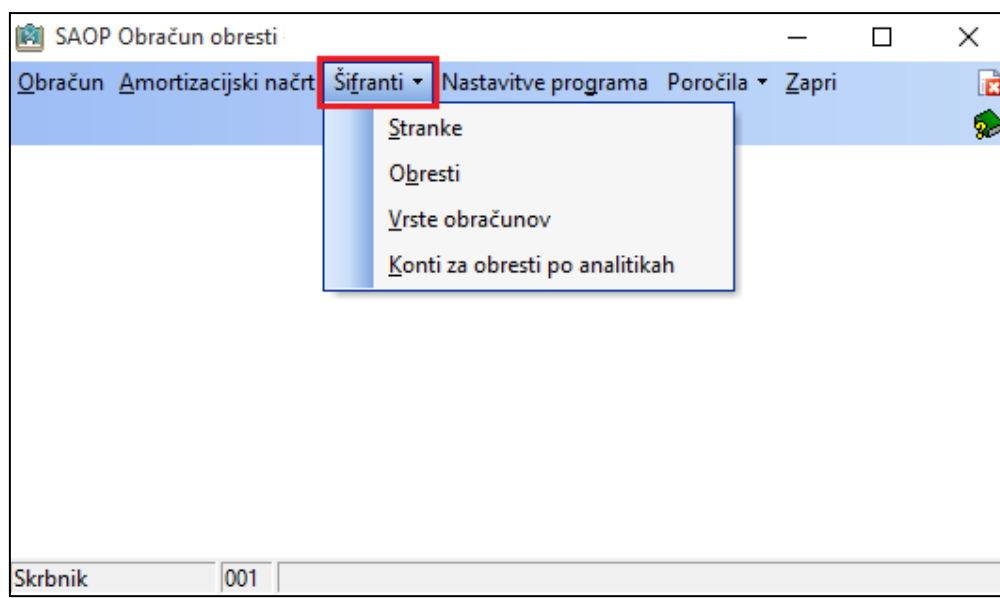 SAOP Obračun obresti
Obračun Amortizacijski načrt Šifranti Nastavitve programa Poročila Zapri
Stranke
Obresti
Vrste obračunov
Konti za obresti po analitikah
Skrbnik 001